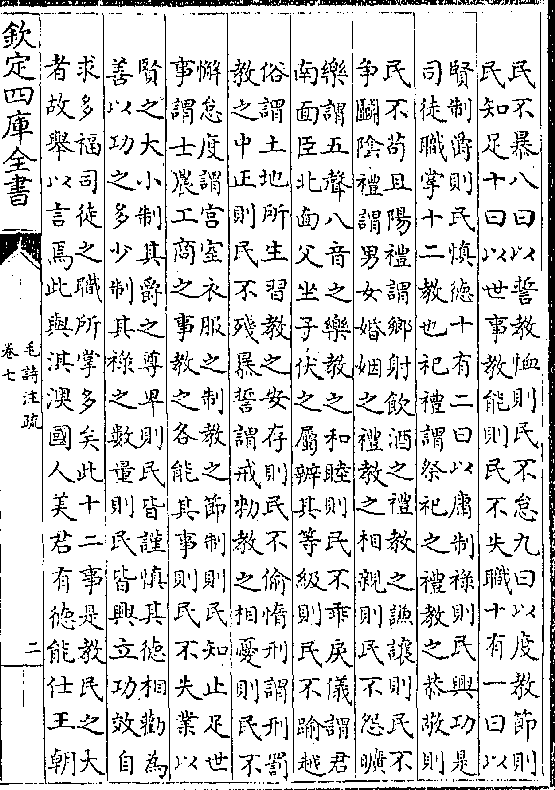 民不暴八曰以誓教恤則民不怠九曰以度教節則
民知足十曰以世事教能則民不失職十有一曰以
賢制爵則民慎德十有二曰以庸制祿則民興功是
司徒職掌十二教也祀禮謂祭祀之禮教之恭敬則
民不苟且陽禮謂鄉射飲酒之禮教之謙讓則民不
爭鬬陰禮謂男女婚姻之禮教之相親則民不怨曠
樂謂五聲八音之樂教之和睦則民不乖戾儀謂君
南面臣北面父坐子伏之屬辨其等級則民不踰越
俗謂土地所生習教之安存則民不偷惰刑謂刑罰
教之中正則民不殘暴誓謂戒勑教之相憂則民不
懈怠度謂宫室衣服之制教之節制則民知止足世
事謂士農工商之事教之各能其事則民不失業以
賢之大小制其爵之尊卑則民皆謹慎其德相勸為
善以功之多少制其祿之數量則民皆興立功效自
求多福司徒之職所掌多矣此十二事是教民之大
者故舉以言焉此與淇澳國人美君有德能仕王朝
欽定四庫全書
毛詩注疏
卷七
二